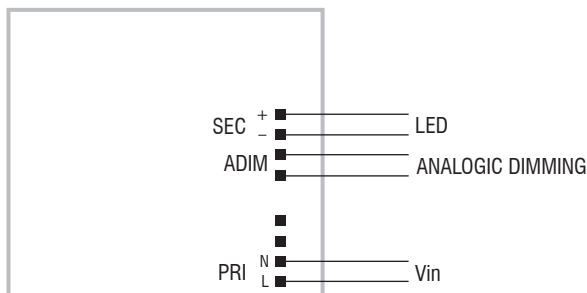 SEC + LED
−
ADIM ANALOGIC DIMMING
PRI N Vin
L